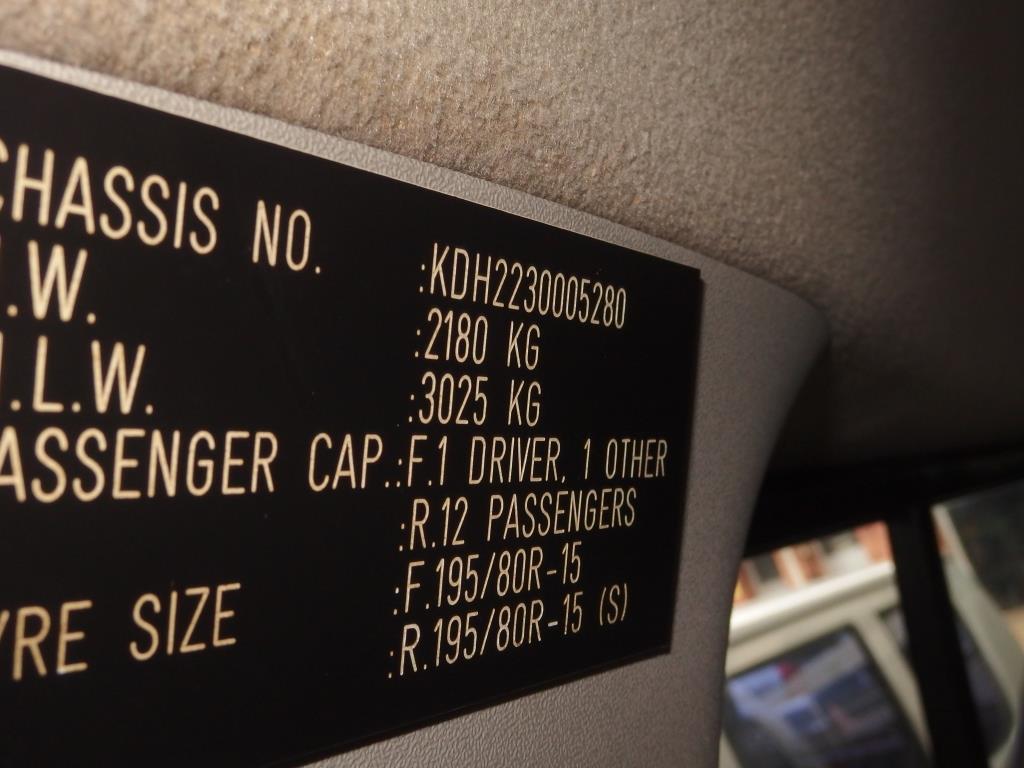 CHASSIS NO. :KDH2230005280
.W. :2180 KG
.L.W. :3025 KG
ASSENGER CAP.:F.1 DRIVER, 1 OTHER
:R.12 PASSENGERS
YRE SIZE :F.195/80R-15
:R.195/80R-15 (S)